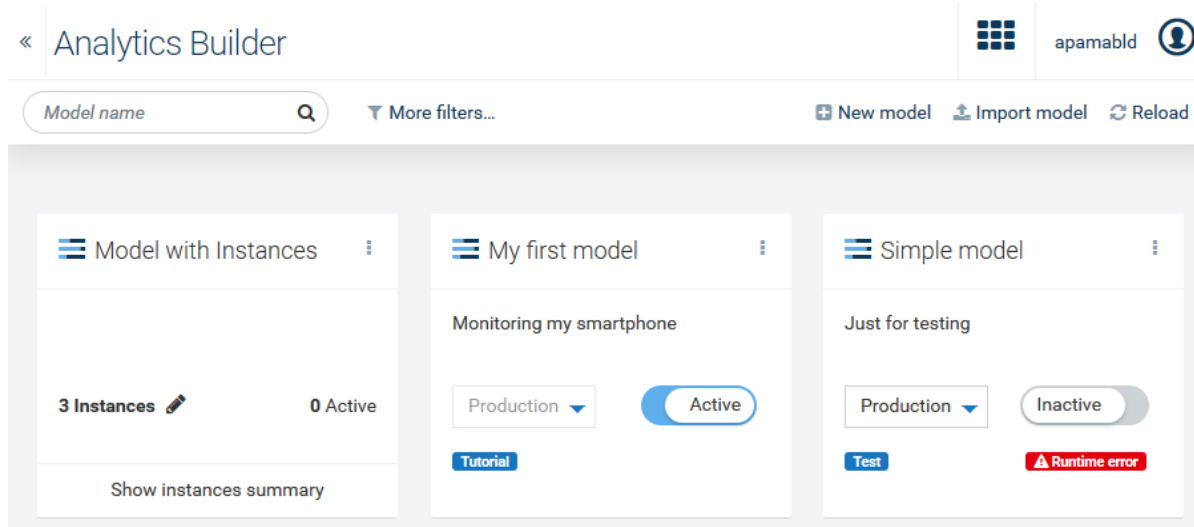 « Analytics Builder
apamabld
Model name
More filters...
New model
Import model
Reload
Model with Instances
3 Instances
0 Active
Show instances summary
My first model
Monitoring my smartphone
Production
Active
Tutorial
Simple model
Just for testing
Production
Inactive
Test
Runtime error